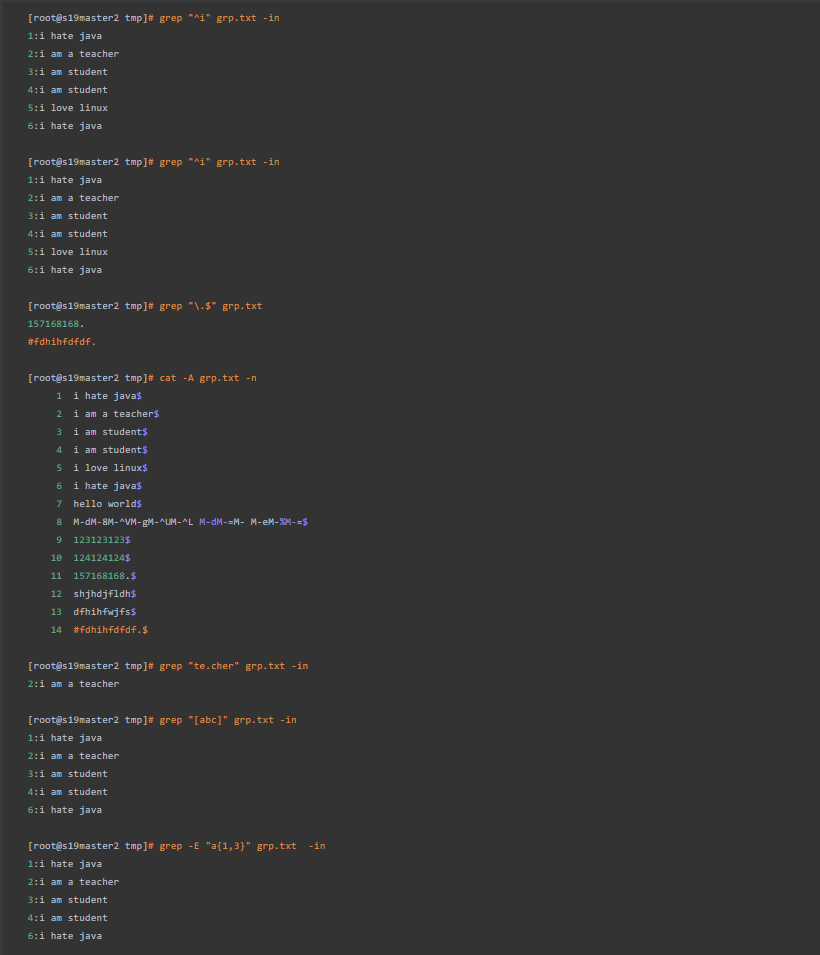 [root@s19master2 tmp]# grep "^i" grp.txt -in
1:i hate java
2:i am a teacher
3:i am student
4:i am student
5:i love linux
6:i hate java
[root@s19master2 tmp]# grep "^i" grp.txt -in
1:i hate java
2:i am a teacher
3:i am student
4:i am student
5:i love linux
6:i hate java
[root@s19master2 tmp]# grep "\.$" grp.txt
157168168.
#fdhihfdfdf.
[root@s19master2 tmp]# cat -A grp.txt -n
1 i hate java$
2 i am a teacher$
3 i am student$
4 i am student$
5 i love linux$
6 i hate java$
7 hello world$
8 M-dM-8M-^VM-gM-^UM-^L M-dM-=M- M-eM-%M-=$
9 123123123$
10 124124124$
11 157168168.$
12 shjhdjfldh$
13 dfhihfwjfs$
14 #fdhihfdfdf.$
[root@s19master2 tmp]# grep "te.cher" grp.txt -in
2:i am a teacher
[root@s19master2 tmp]# grep "[abc]" grp.txt -in
1:i hate java
2:i am a teacher
3:i am student
4:i am student
6:i hate java
[root@s19master2 tmp]# grep -E "a{1,3}" grp.txt  -in
1:i hate java
2:i am a teacher
3:i am student
4:i am student
6:i hate java